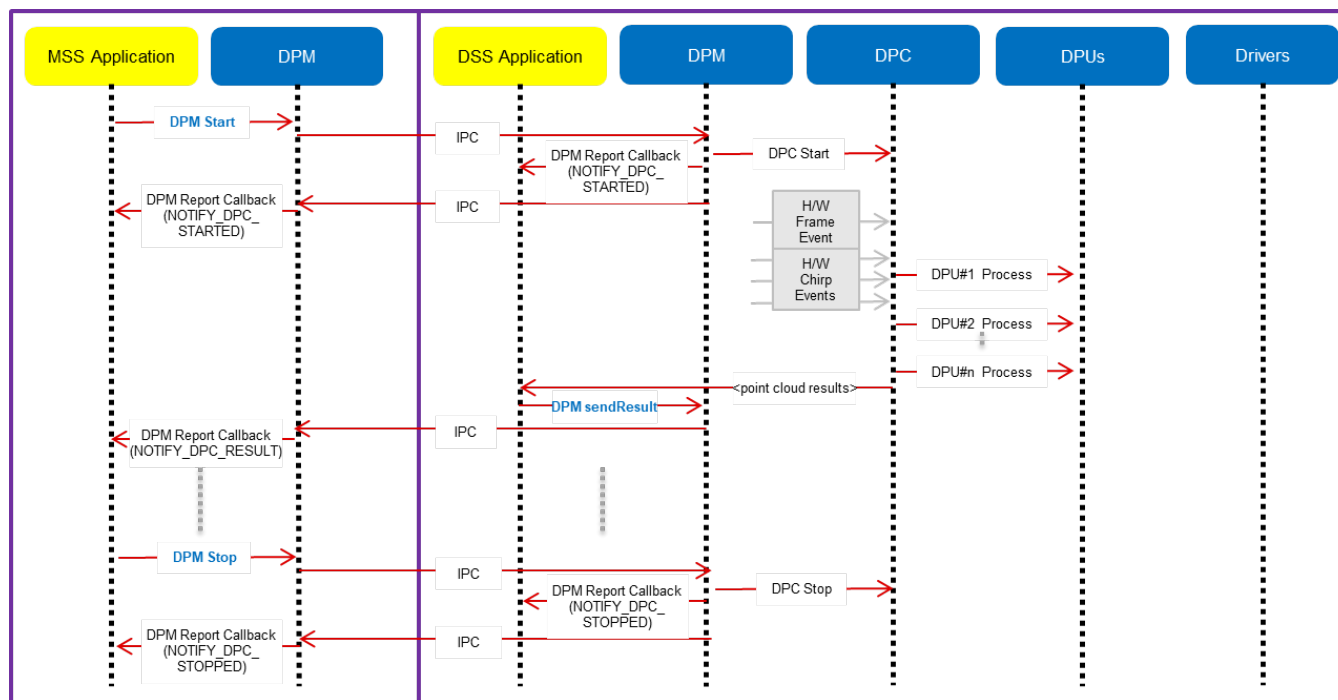 MSS Application
DPM
DSS Application
DPM
DPC
DPUs
Drivers
DPM Start
IPC
DPM Report Callback
(NOTIFY_DPC_
STARTED)
DPC Start
DPM Report Callback
(NOTIFY_DPC_
STARTED)
IPC
H/W
Frame
Event
H/W
Chirp
Events
DPU#1 Process
DPU#2 Process
DPU#n Process
<point cloud results>
DPM sendResult
DPM Report Callback
(NOTIFY_DPC_RESULT)
IPC
DPM Stop
IPC
DPM Report Callback
(NOTIFY_DPC_
STOPPED)
DPC Stop
DPM Report Callback
(NOTIFY_DPC_
STOPPED)
IPC